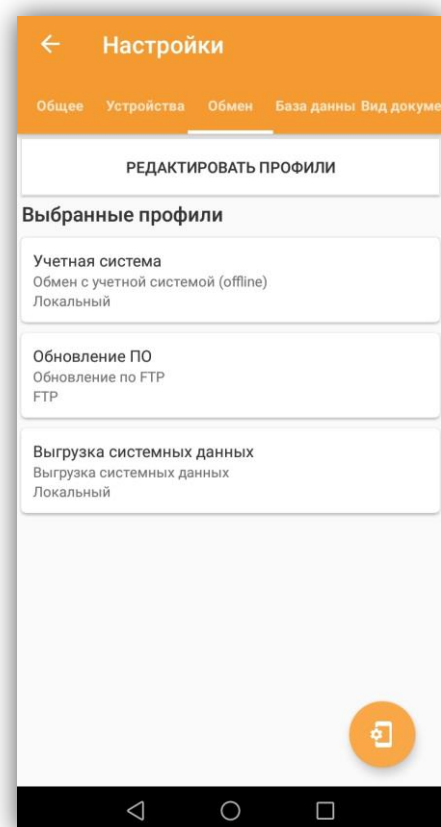 Настройки
Общее Устройства Обмен База данны Вид докуме
РЕДАКТИРОВАТЬ ПРОФИЛИ
Выбранные профили
Учетная система
Обмен с учетной системой (offline)
Локальный
Обновление ПО
Обновление по FTP
FTP
Выгрузка системных данных
Выгрузка системных данных
Локальный